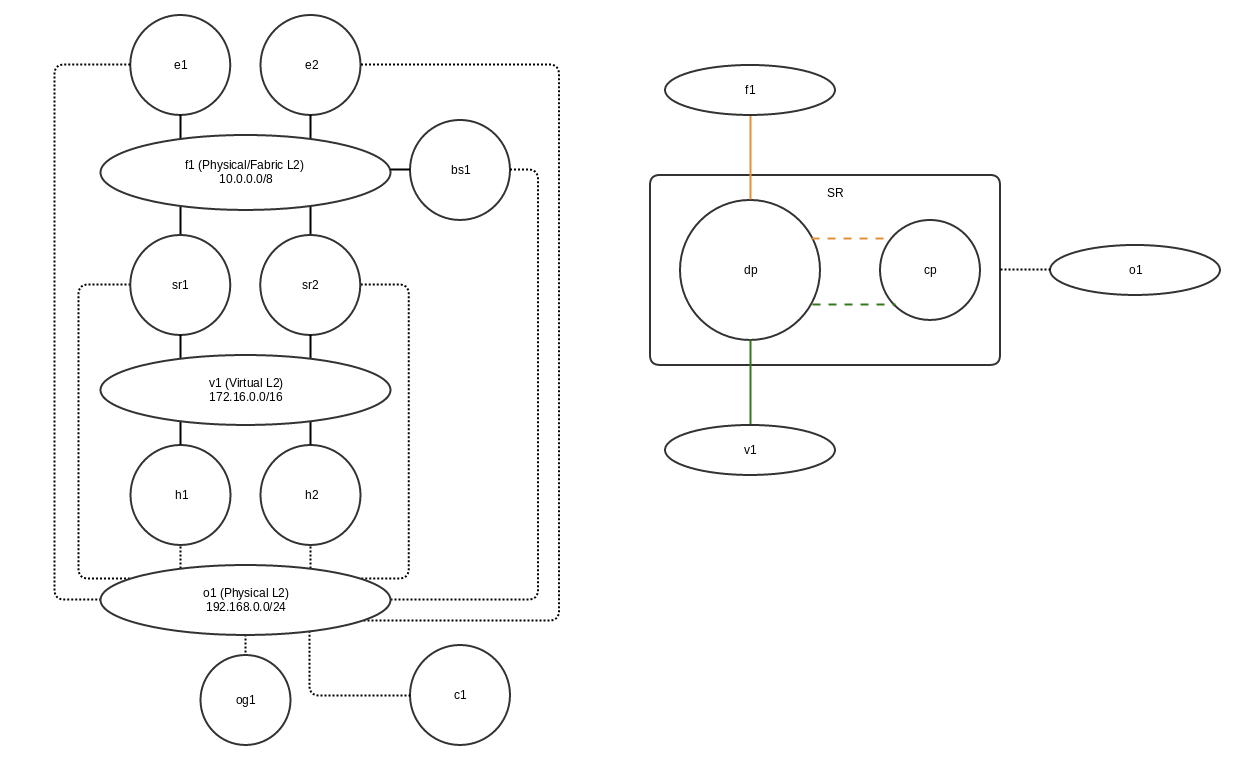 e1
e2
f1 (Physical/Fabric L2)
10.0.0.0/8
bs1
sr1
sr2
v1 (Virtual L2)
172.16.0.0/16
h1
h2
o1 (Physical L2)
192.168.0.0/24
og1
c1
f1
SR
dp
cp
o1
v1